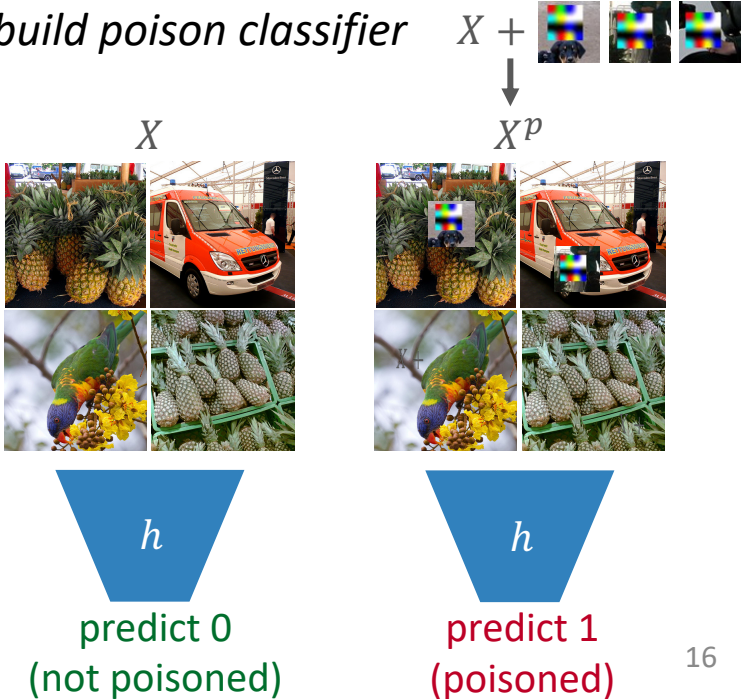 build poison classifier
X +
X
X^p
X +
h
h
predict 0
(not poisoned)
predict 1
(poisoned)
16